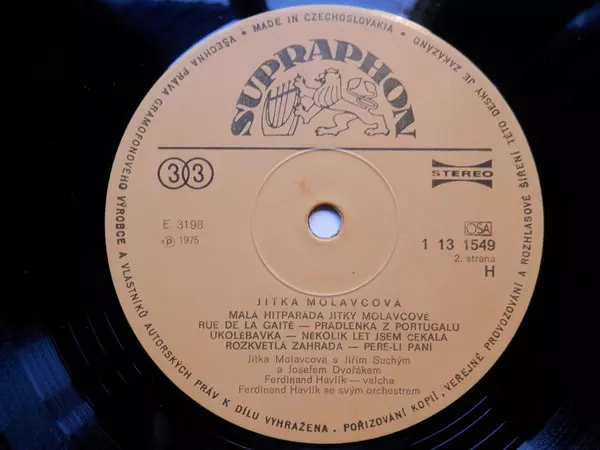 VŠECHNA PRÁVA GRAMOFONOVÉHO VÝROBCE A VLASTNÍKŮ AUTORSKÝCH PRÁV K DÍLU VYHRAŽENA. POŘIZOVÁNÍ KOPIÍ, VEŘEJNÉ PROVOZOVÁNÍ A ROZHLASOVÉ ŠÍŘENÍ TÉTO DESKY JE ZAKÁZÁNO
MADE IN CZECHOSLOVAKIA
SUPRAPHON
33
STEREO
E 3198
℗ 1975
OSA
1 13 1549
2. strana
H
JITKA MOLAVCOVÁ
MALÁ HITPARÁDA JITKY MOLAVCOVÉ
RUE DE LA GAITÉ — PRADLENKA Z PORTUGALU
UKOLÉBAVKA — NĚKOLIK LET JSEM ČEKALA
ROZKVETLÁ ZAHRADA — PERE-LI PANÍ
Jitka Molavcová s Jiřím Suchým
a Josefem Dvořákem
Ferdinand Havlík — valcha
Ferdinand Havlík se svým orchestrem